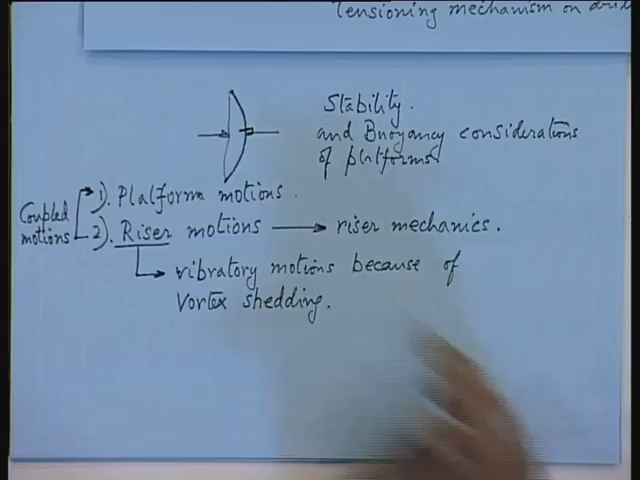 Tensioning mechanism on
Stability.
and Buoyancy considerations
of platforms
Coupled motions
1). Platform motions.
2). Riser motions → riser mechanics.
→ vibratory motions because of
Vortex shedding.